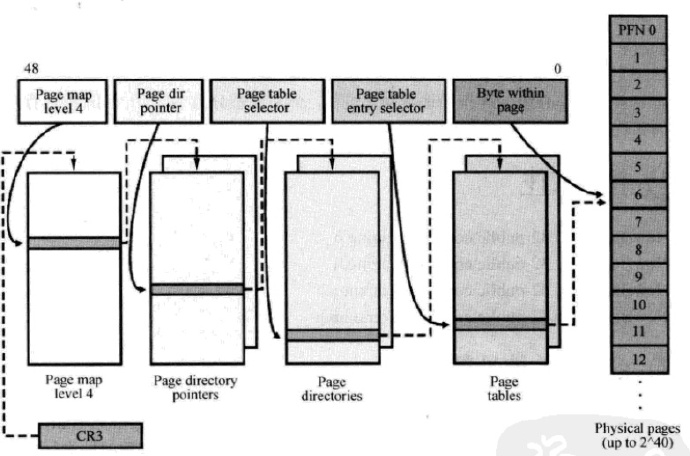 48
0
Page map
level 4
Page dir
pointer
Page table
selector
Page table
entry selector
Byte within
page
PFN 0
1
2
3
4
5
6
7
8
9
10
11
12
Page map
level 4
Page directory
pointers
Page
directories
Page
tables
CR3
Physical pages
(up to 2^40)